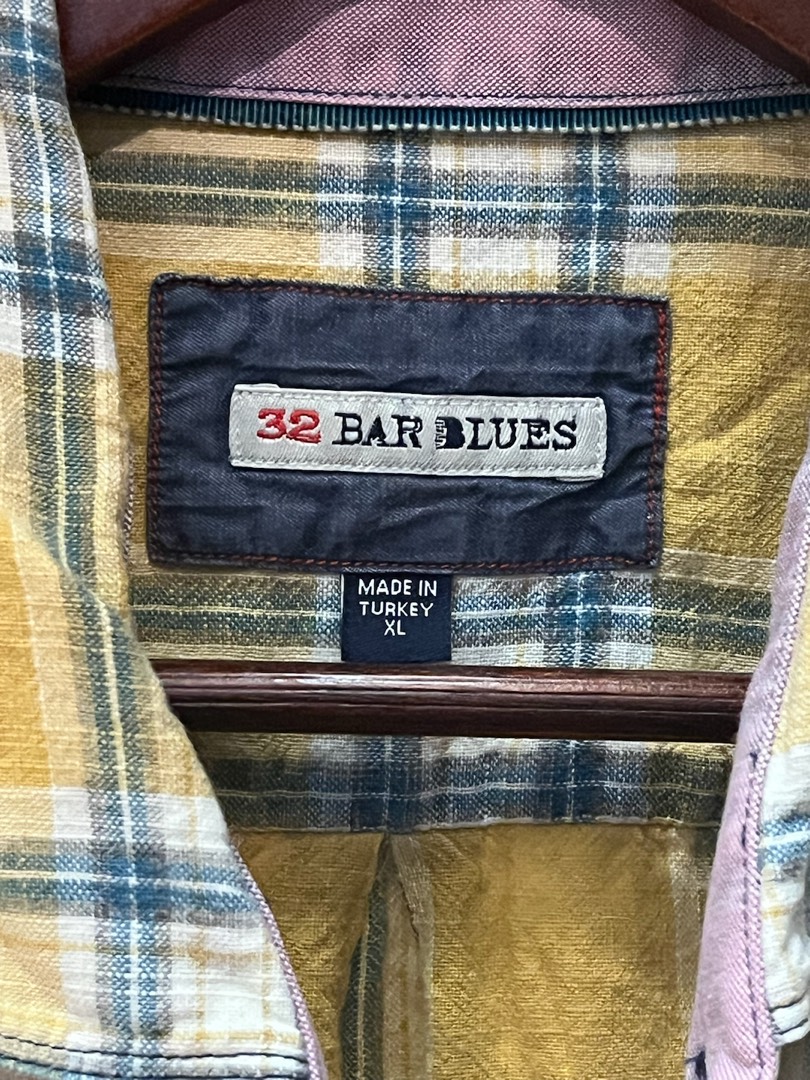 32 BAR BLUES
MADE IN
TURKEY
XL